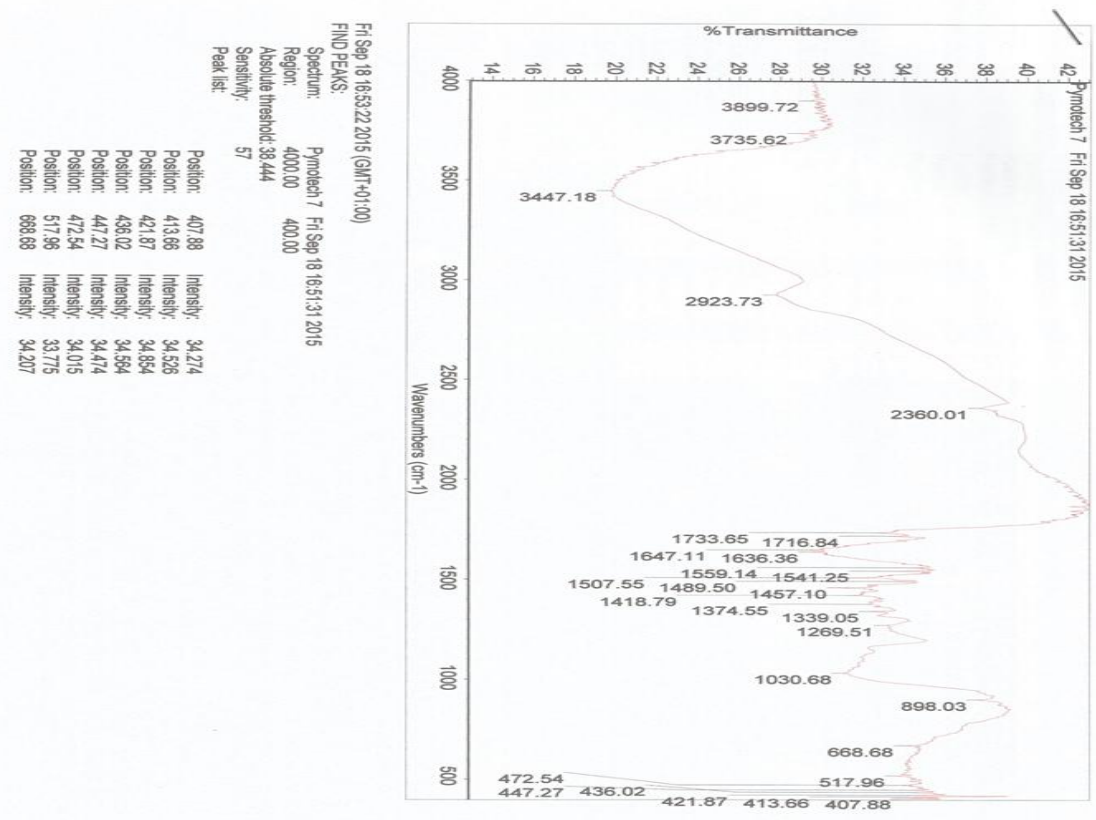 Pymotech 7 Fri Sep 18 16:51:31 2015
%Transmittance
42
40
38
36
34
32
30
28
26
24
22
20
18
16
14
3899.72
3735.62
3447.18
2923.73
2360.01
1733.65
1716.84
1647.11
1636.36
1559.14
1541.25
1507.55
1489.50
1457.10
1418.79
1374.55
1339.05
1269.51
1030.68
898.03
668.68
517.96
472.54
447.27
436.02
421.87
413.66
407.88
4000
3500
3000
2500
2000
1500
1000
500
Wavenumbers (cm-1)
Fri Sep 18 16:53:22 2015 (GMT+01:00)
FIND PEAKS:
Spectrum: Pymotech 7 Fri Sep 18 16:51:31 2015
Region: 4000.00 400.00
Absolute threshold: 38.444
Sensitivity: 57
Peak list:
Position: 407.88 Intensity: 34.274
Position: 413.66 Intensity: 34.526
Position: 421.87 Intensity: 34.854
Position: 436.02 Intensity: 34.564
Position: 447.27 Intensity: 34.474
Position: 472.54 Intensity: 34.015
Position: 517.96 Intensity: 33.775
Position: 668.68 Intensity: 34.207